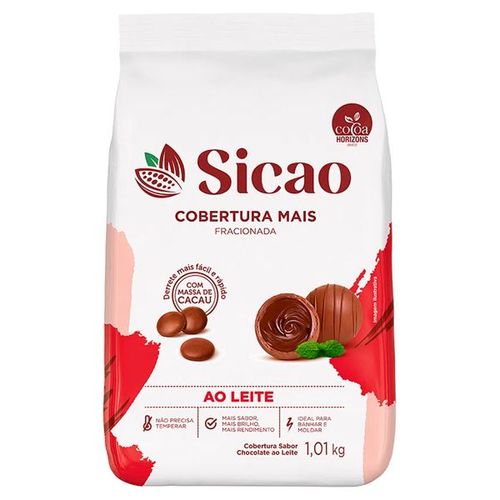 cocoa
HORIZONS
Sicao
COBERTURA MAIS
FRACIONADA
Derrete mais fácil e rápido
COM
MASSA DE
CACAU
Imagem ilustrativa
AO LEITE
NÃO PRECISA
TEMPERAR
MAIS SABOR,
MAIS BRILHO,
MAIS RENDIMENTO
IDEAL PARA
BANHAR E
MOLDAR
Cobertura Sabor
Chocolate ao Leite
1,01 kg